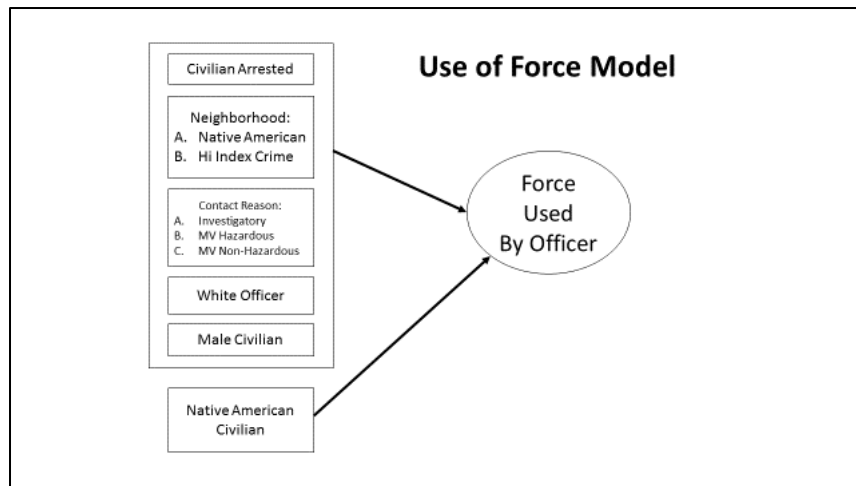 Use of Force Model
Civilian Arrested
Neighborhood:
A. Native American
B. Hi Index Crime
Contact Reason:
A. Investigatory
B. MV Hazardous
C. MV Non-Hazardous
White Officer
Male Civilian
Native American
Civilian
Force
Used
By Officer